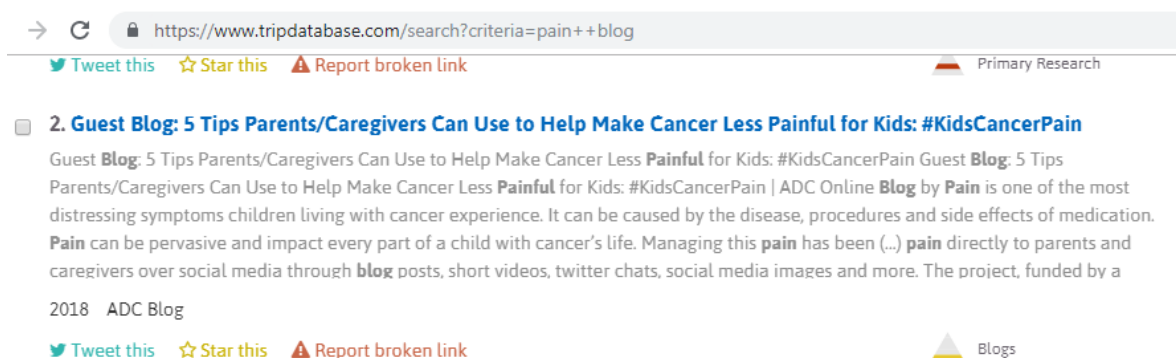 https://www.tripdatabase.com/search?criteria=pain++blog
Tweet this Star this Report broken link Primary Research
2. Guest Blog: 5 Tips Parents/Caregivers Can Use to Help Make Cancer Less Painful for Kids: #KidsCancerPain
Guest Blog: 5 Tips Parents/Caregivers Can Use to Help Make Cancer Less Painful for Kids: #KidsCancerPain Guest Blog: 5 Tips
Parents/Caregivers Can Use to Help Make Cancer Less Painful for Kids: #KidsCancerPain | ADC Online Blog by Pain is one of the most
distressing symptoms children living with cancer experience. It can be caused by the disease, procedures and side effects of medication.
Pain can be pervasive and impact every part of a child with cancer's life. Managing this pain has been (...) pain directly to parents and
caregivers over social media through blog posts, short videos, twitter chats, social media images and more. The project, funded by a
2018 ADC Blog
Tweet this Star this Report broken link Blogs